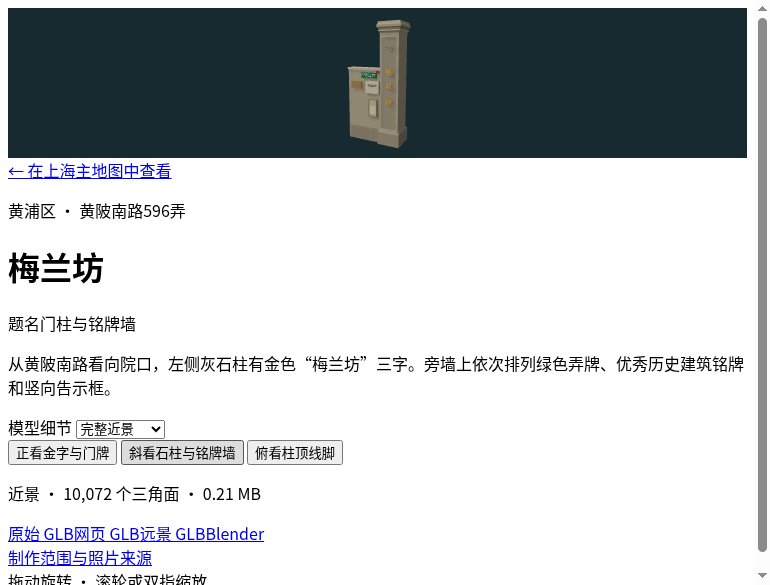 ← 在上海主地图中查看
黄浦区 · 黄陂南路596弄
梅兰坊
题名门柱与铭牌墙
从黄陂南路看向院口，左侧灰石柱有金色“梅兰坊”三字。旁墙上依次排列绿色弄牌、优秀历史建筑铭牌
和竖向告示框。
模型细节 完整近景
正看金字与门牌 斜看石柱与铭牌墙 俯看柱顶线脚
近景 · 10,072 个三角面 · 0.21 MB
原始 GLB网页 GLB远景 GLBBlender
制作范围与照片来源
拖动旋转 · 滚轮或双指缩放